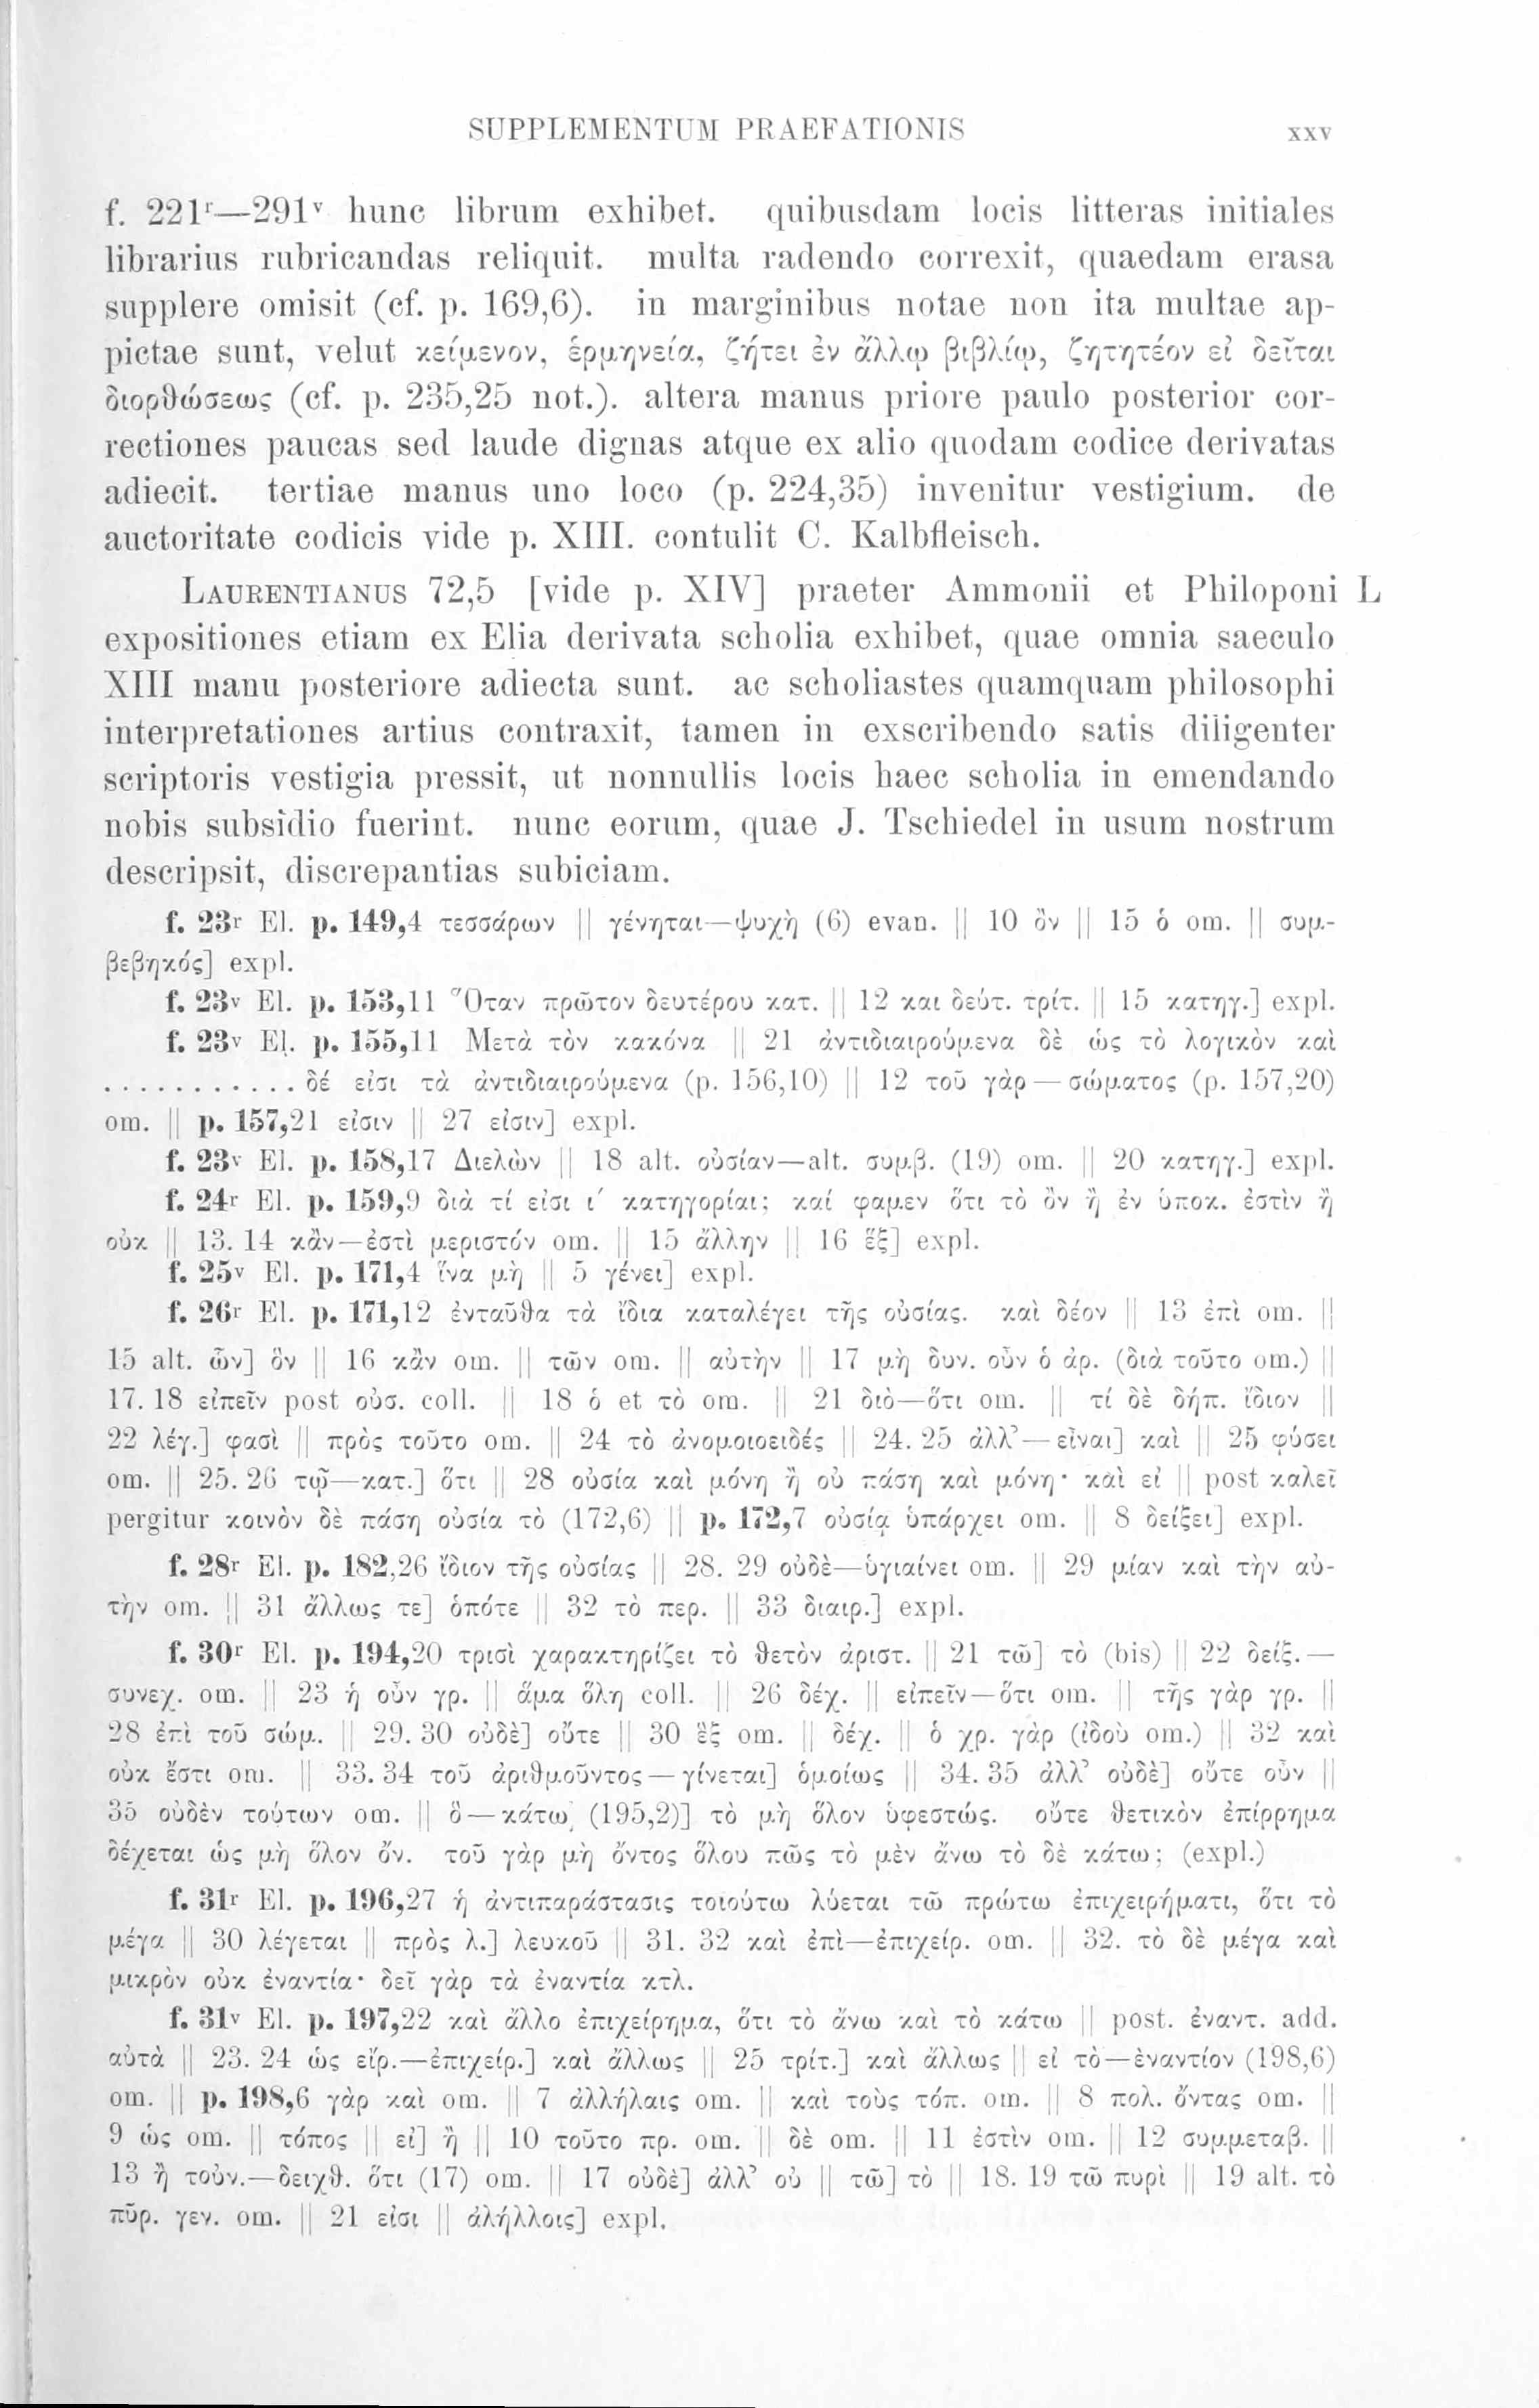 SUPPLEMENTUM PRAEFATIONIS XXV
f. 221r—291v hunc librum exhibet. quibusdam locis litteras initiales
librarius rubricandas reliquit. multa radendo correxit, quaedam erasa
supplere omisit (cf. p. 169,6). in marginibus notae non ita multae ap-
pictae sunt, velut κείμενον, ἑρμηνεία, ζήτει ἐν ἄλλῳ βιβλίῳ, ζητητέον εἰ δεῖται
διορθώσεως (cf. p. 235,25 not.). altera manus priore paulo posterior cor-
rectiones paucas sed laude dignas atque ex alio quodam codice derivatas
adiecit. tertiae manus uno loco (p. 224,35) invenitur vestigium. de
auctoritate codicis vide p. XIII. contulit C. Kalbfleisch.
LAURENTIANUS 72,5 [vide p. XIV] praeter Ammonii et Philoponi L
expositiones etiam ex Elia derivata scholia exhibet, quae omnia saeculo
XIII manu posteriore adiecta sunt. ac scholiastes quamquam philosophi
interpretationes artius contraxit, tamen in exscribendo satis diligenter
scriptoris vestigia pressit, ut nonnullis locis haec scholia in emendando
nobis subsidio fuerint. nunc eorum, quae J. Tschiedel in usum nostrum
descripsit, discrepantias subiciam.
f. 23r El. p. 149,4 τεσσάρων || γένηται—ψυχὴ (6) evan. || 10 ὂν || 15 ὁ om. || συμ-
βεβηκός] expl.
f. 23v El. p. 153,11 Ὅταν πρῶτον δευτέρου κατ. || 12 και δεύτ. τρίτ. || 15 κατηγ.] expl.
f. 23v El. p. 155,11 Μετὰ τὸν κακόνα || 21 ἀντιδιαιρούμενα δὲ ὡς τὸ λογικὸν καὶ
............ δέ εἰσι τὰ ἀντιδιαιρούμενα (p. 156,10) || 12 τοῦ γὰρ — σώματος (p. 157,20)
om. || p. 157,21 εἰσιν || 27 εἰσιν] expl.
f. 23v El. p. 158,17 Διελὼν || 18 alt. οὐσίαν—alt. συμβ. (19) om. || 20 κατηγ.] expl.
f. 24r El. p. 159,9 διὰ τί εἰσι ι´ κατηγορίαι; καί φαμεν ὅτι τὸ ὂν ἢ ἐν ὑποκ. ἐστὶν ἢ
οὐκ || 13. 14 κἂν—ἐστὶ μεριστόν om. || 15 ἄλλην || 16 ἕξ] expl.
f. 25v El. p. 171,4 ἵνα μὴ || 5 γένει] expl.
f. 26r El. p. 171,12 ἐνταῦθα τὰ ἴδια καταλέγει τῆς οὐσίας. καὶ δέον || 13 ἐπὶ om. ||
15 alt. ὧν] ὃν || 16 κἂν om. || τῶν om. || αὐτὴν || 17 μὴ δυν. οὖν ὁ ἀρ. (διὰ τοῦτο om.) ||
17. 18 εἰπεῖν post οὐσ. coll. || 18 ὁ et τὸ om. || 21 διὸ—ὅτι om. || τί δὲ δήπ. ἴδιον ||
22 λέγ.] φασὶ || πρὸς τοῦτο om. || 24 τὸ ἀνομοιοειδές || 24. 25 ἀλλ’—εἶναι] καὶ || 25 φύσει
om. || 25. 26 τῷ—κατ.] ὅτι || 28 οὐσία καὶ μόνη ἢ οὐ πάση καὶ μόνη· καὶ εἰ || post καλεῖ
pergitur κοινὸν δὲ πάση οὐσία τὸ (172,6) || p. 172,7 οὐσίᾳ ὑπάρχει om. || 8 δείξει] expl.
f. 28r El. p. 182,26 ἴδιον τῆς οὐσίας || 28. 29 οὐδὲ—ὑγιαίνει om. || 29 μίαν καὶ τὴν αὐ-
τὴν om. || 31 ἄλλως τε] ὁπότε || 32 τὸ περ. || 33 διαιρ.] expl.
f. 30r El. p. 194,20 τρισὶ χαρακτηρίζει τὸ θετὸν ἀριστ. || 21 τῶ] τὸ (bis) || 22 δείξ.—
συνεχ. om. || 23 ἡ οὖν γρ. || ἅμα ὅλη coll. || 26 δέχ. || εἰπεῖν—ὅτι om. || τῆς γὰρ γρ. ||
28 ἐπὶ τοῦ σώμ. || 29. 30 οὐδὲ] οὔτε || 30 ἓξ om. || δέχ. || ὁ χρ. γὰρ (ἰδοὺ om.) || 32 καὶ
οὐκ ἔστι om. || 33. 34 τοῦ ἀριθμοῦντος—γίνεται] ὁμοίως || 34. 35 ἀλλ’ οὐδὲ] οὔτε οὖν ||
35 οὐδὲν τούτων om. || ὃ—κάτω (195,2)] τὸ μὴ ὅλον ὑφεστώς. οὔτε θετικὸν ἐπίρρημα
δέχεται ὡς μὴ ὅλον ὄν. τοῦ γὰρ μὴ ὄντος ὅλου πῶς τὸ μὲν ἄνω τὸ δὲ κάτω; (expl.)
f. 31r El. p. 196,27 ἡ ἀντιπαράστασις τοιούτω λύεται τῶ πρώτω ἐπιχειρήματι, ὅτι τὸ
μέγα || 30 λέγεται || πρὸς λ.] λευκοῦ || 31. 32 καὶ ἐπὶ—ἐπιχείρ. om. || 32. τὸ δὲ μέγα καὶ
μικρὸν οὐκ ἐναντία· δεῖ γὰρ τὰ ἐναντία κτλ.
f. 31v El. p. 197,22 καὶ ἄλλο ἐπιχείρημα, ὅτι τὸ ἄνω καὶ τὸ κάτω || post. ἐναντ. add.
αὐτὰ || 23. 24 ὡς εἴρ.—ἐπιχείρ.] καὶ ἄλλως || 25 τρίτ.] καὶ ἄλλως || εἰ τὸ—ἐναντίον (198,6)
om. || p. 198,6 γὰρ καὶ om. || 7 ἀλλήλαις om. || καὶ τοὺς τόπ. om. || 8 πολ. ὄντας om. ||
9 ὡς om. || τόπος || εἰ] ἢ || 10 τοῦτο πρ. om. || δὲ om. || 11 ἐστὶν om. || 12 συμμεταβ. ||
13 ἢ τοὐν.—δειχθ. ὅτι (17) om. || 17 οὐδὲ] ἀλλ’ οὐ || τῶ] τὸ || 18. 19 τῶ πυρὶ || 19 alt. τὸ
πῦρ. γεν. om. || 21 εἰσι || ἀλήλλοις] expl.